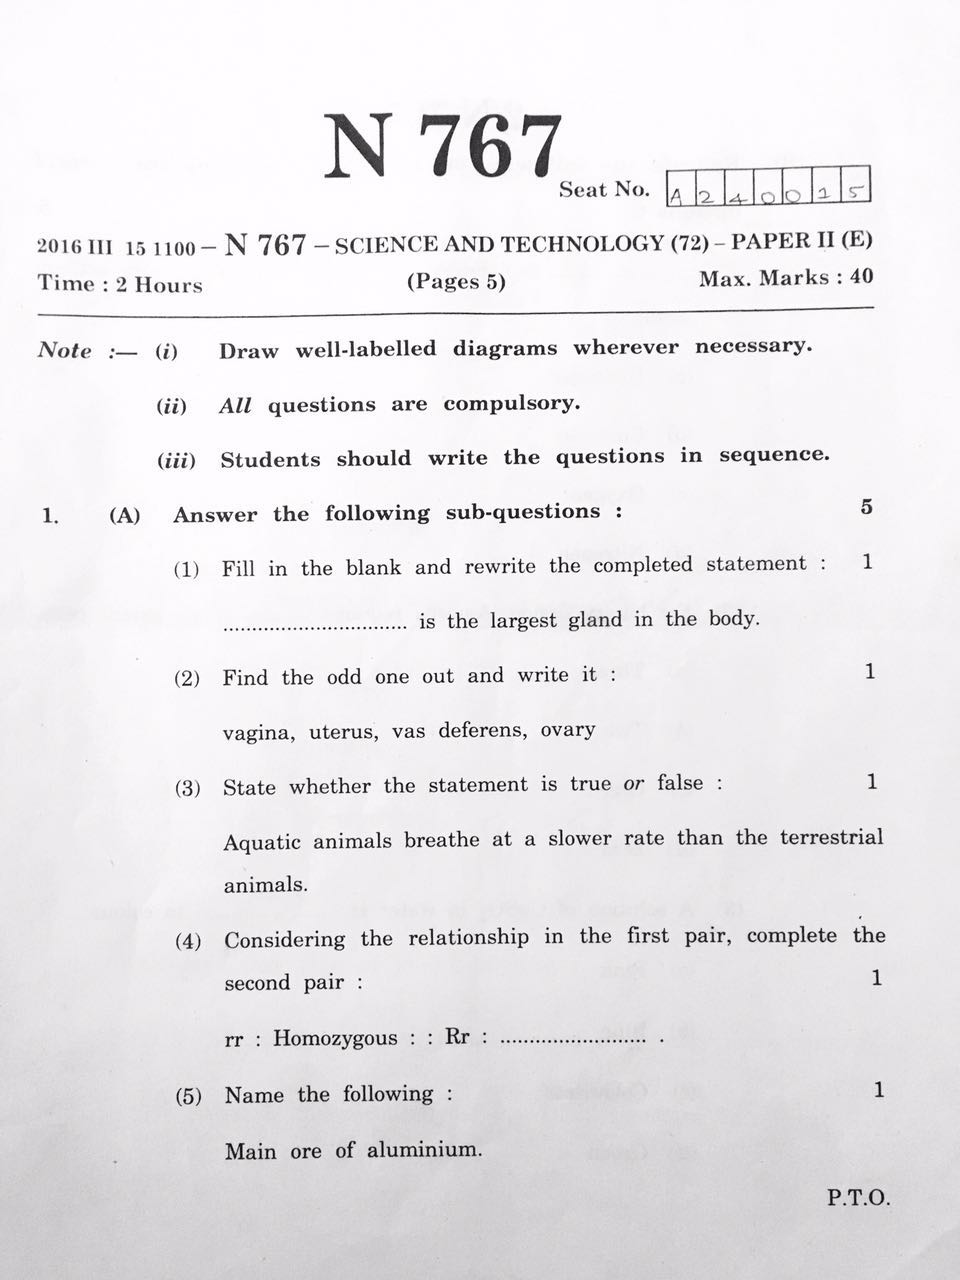 N 767
Seat No. A240015
2016 III 15 1100 – N 767 – SCIENCE AND TECHNOLOGY (72) – PAPER II (E)
Time : 2 Hours (Pages 5) Max. Marks : 40
Note :— (i) Draw well-labelled diagrams wherever necessary.
(ii) All questions are compulsory.
(iii) Students should write the questions in sequence.
1. (A) Answer the following sub-questions : 5
(1) Fill in the blank and rewrite the completed statement : 1
................................ is the largest gland in the body.
(2) Find the odd one out and write it : 1
vagina, uterus, vas deferens, ovary
(3) State whether the statement is true or false : 1
Aquatic animals breathe at a slower rate than the terrestrial
animals.
(4) Considering the relationship in the first pair, complete the
second pair : 1
rr : Homozygous : : Rr : ......................... .
(5) Name the following : 1
Main ore of aluminium.
P.T.O.